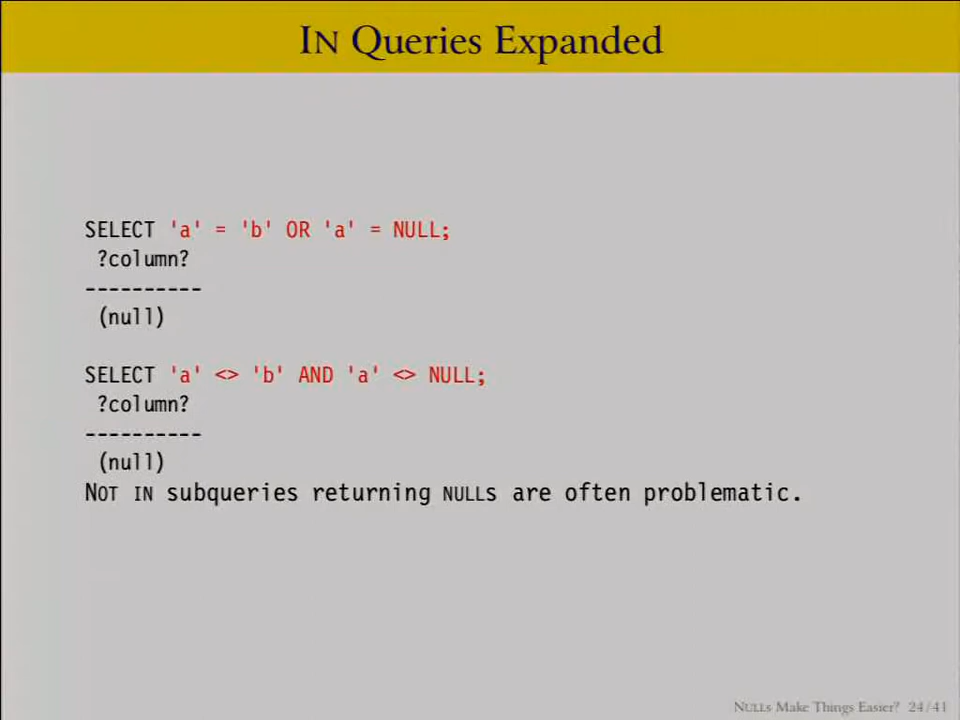 IN Queries Expanded
SELECT 'a' = 'b' OR 'a' = NULL;
?column?
----------
(null)
SELECT 'a' <> 'b' AND 'a' <> NULL;
?column?
----------
(null)
NOT IN subqueries returning NULLs are often problematic.
NULLs Make Things Easier? 24/41